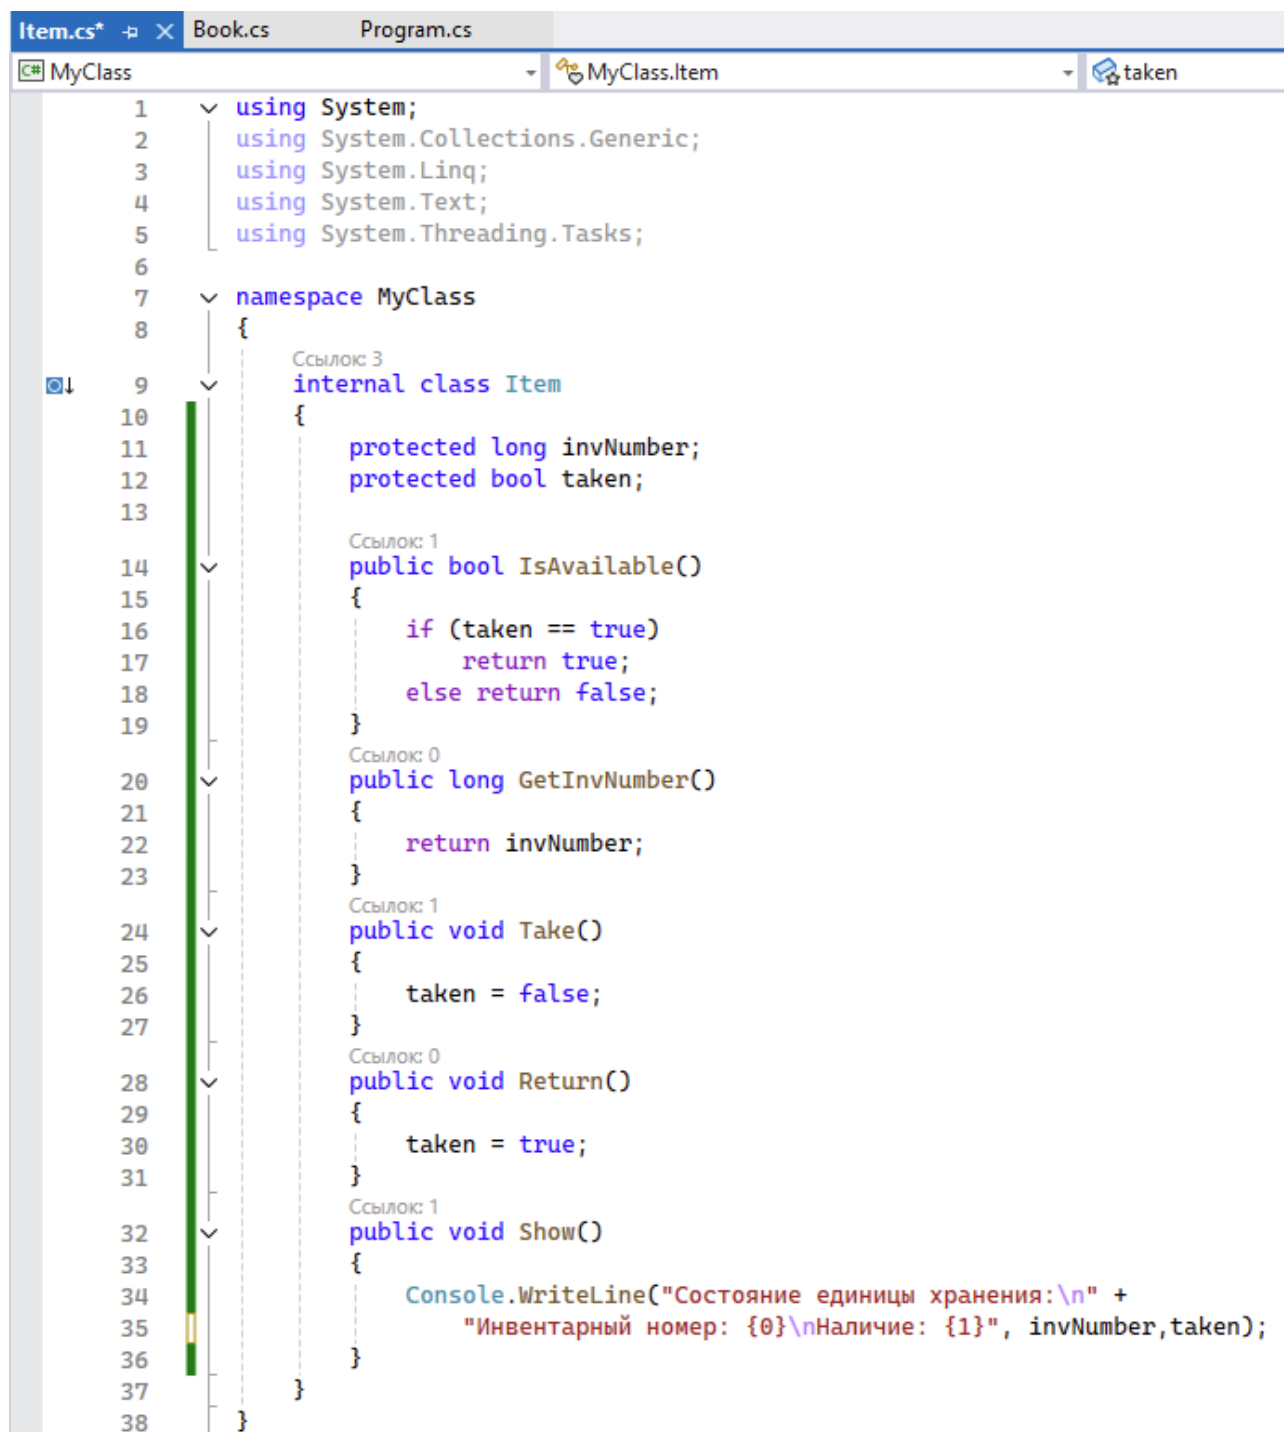 Item.cs* Book.cs Program.cs
C# MyClass MyClass.Item taken
1 using System;
2 using System.Collections.Generic;
3 using System.Linq;
4 using System.Text;
5 using System.Threading.Tasks;
6
7 namespace MyClass
8 {
Ссылок: 3
9 internal class Item
10 {
11 protected long invNumber;
12 protected bool taken;
13
Ссылок: 1
14 public bool IsAvailable()
15 {
16 if (taken == true)
17 return true;
18 else return false;
19 }
Ссылок: 0
20 public long GetInvNumber()
21 {
22 return invNumber;
23 }
Ссылок: 1
24 public void Take()
25 {
26 taken = false;
27 }
Ссылок: 0
28 public void Return()
29 {
30 taken = true;
31 }
Ссылок: 1
32 public void Show()
33 {
34 Console.WriteLine("Состояние единицы хранения:\n" +
35 "Инвентарный номер: {0}\nНаличие: {1}", invNumber,taken);
36 }
37 }
38 }